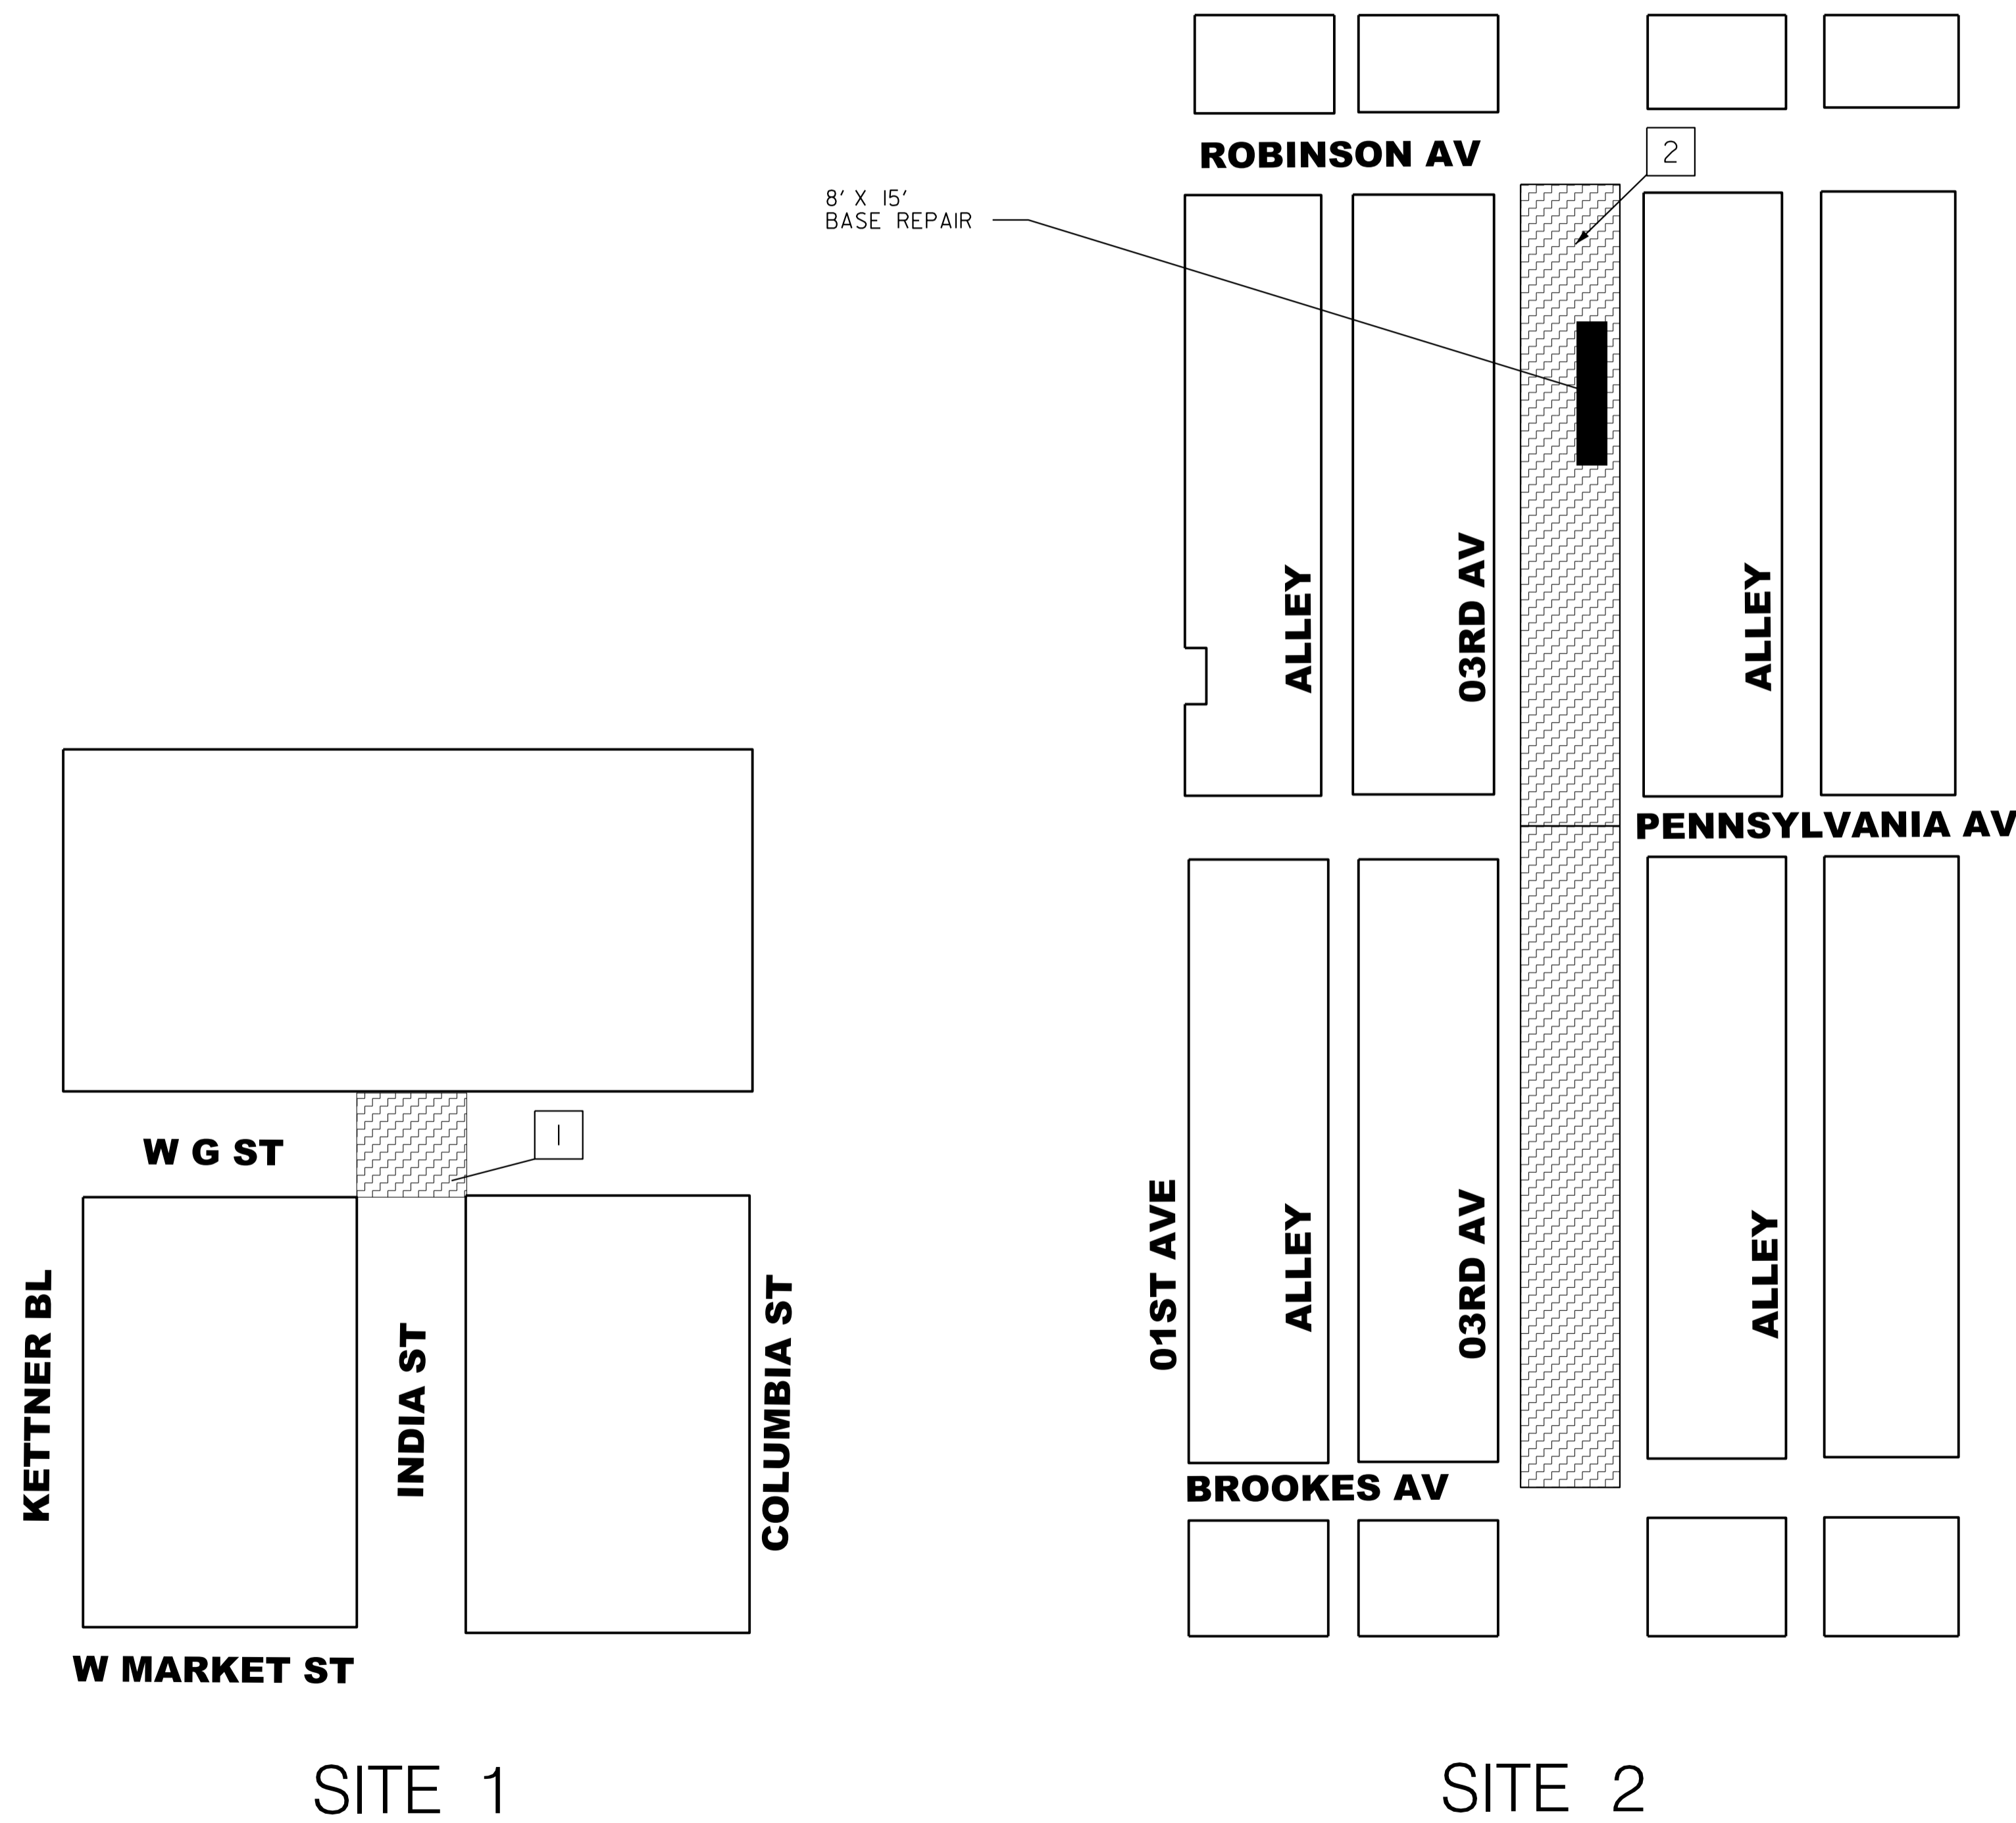 ROBINSON AV
2
8' X 15'
BASE REPAIR
ALLEY
03RD AV
ALLEY
PENNSYLVANIA AV
W G ST
1
01ST AVE
ALLEY
03RD AV
ALLEY
KETTNER BL
INDIA ST
COLUMBIA ST
BROOKES AV
W MARKET ST
SITE 1
SITE 2